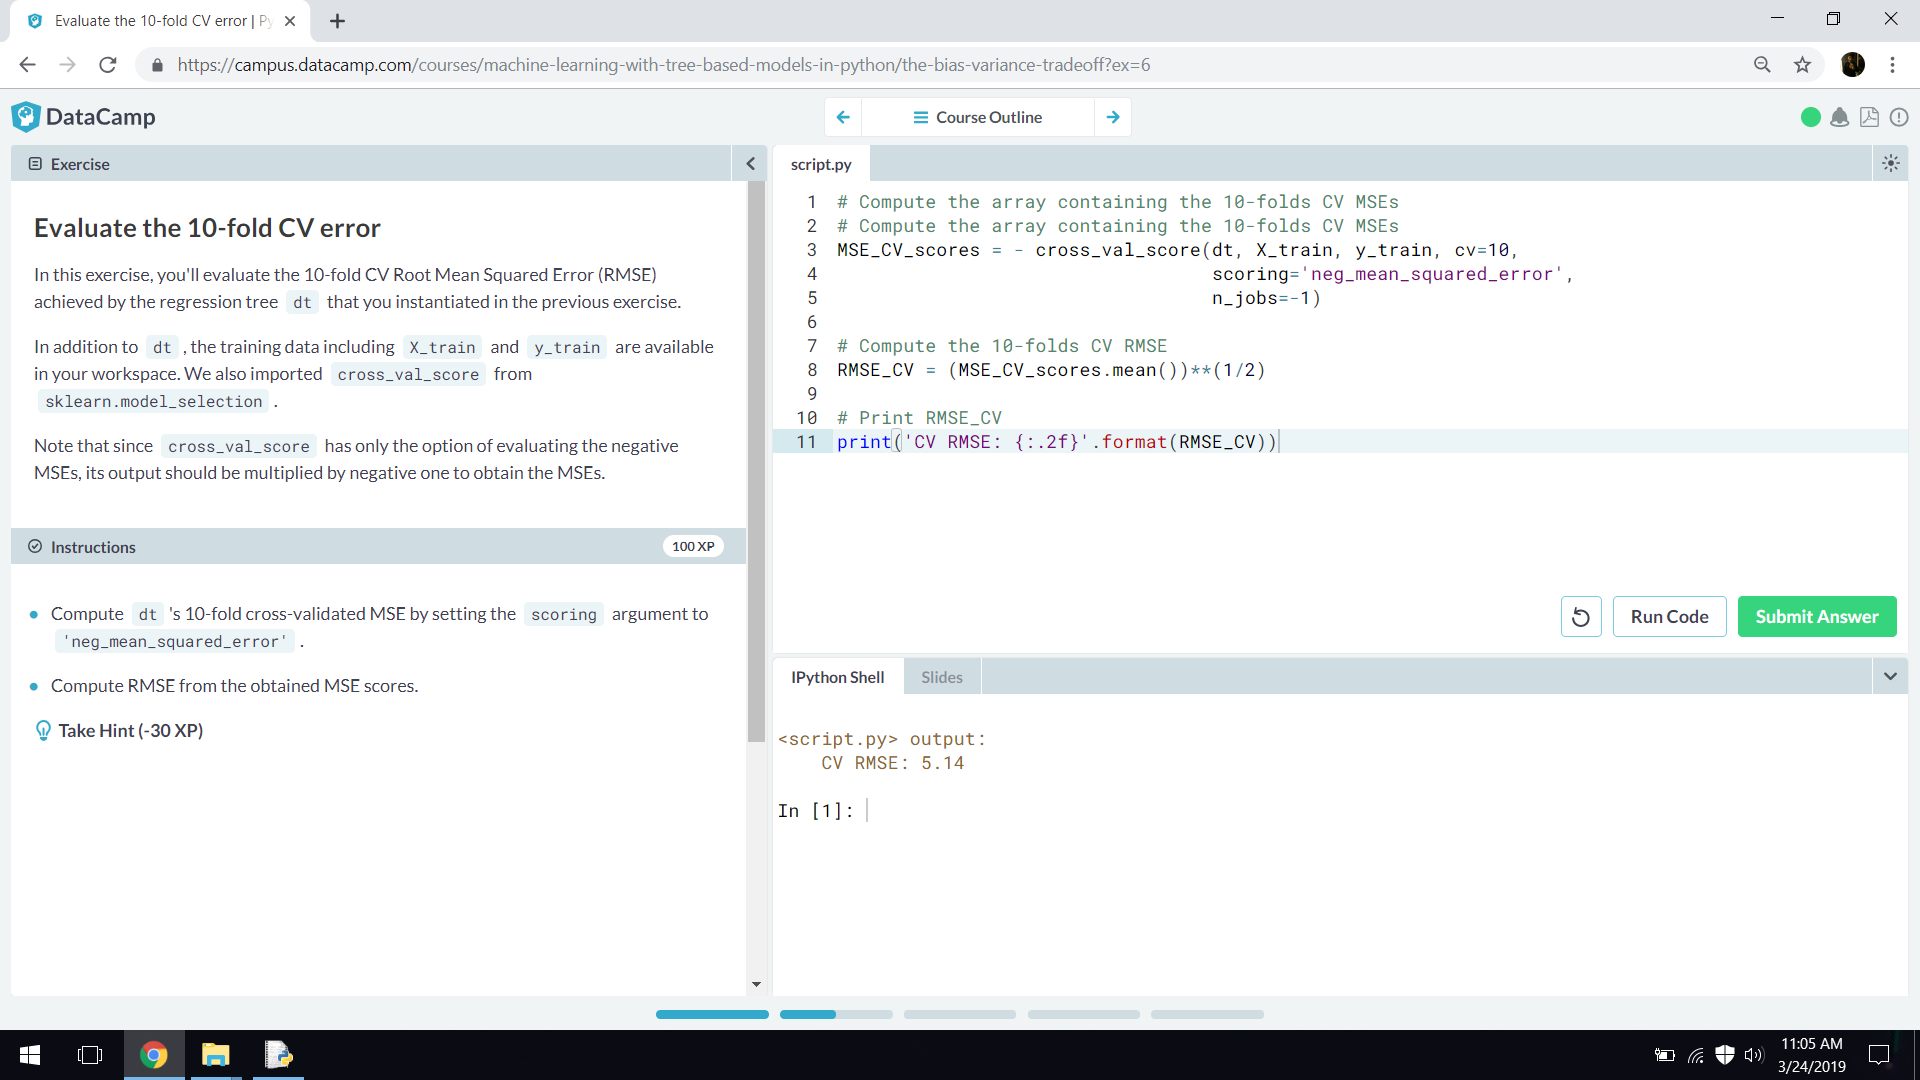 Evaluate the 10-fold CV error | Py
https://campus.datacamp.com/courses/machine-learning-with-tree-based-models-in-python/the-bias-variance-tradeoff?ex=6
DataCamp
Course Outline
Exercise
Evaluate the 10-fold CV error
In this exercise, you'll evaluate the 10-fold CV Root Mean Squared Error (RMSE)
achieved by the regression tree dt that you instantiated in the previous exercise.
In addition to dt , the training data including X_train and y_train are available
in your workspace. We also imported cross_val_score from
sklearn.model_selection .
Note that since cross_val_score has only the option of evaluating the negative
MSEs, its output should be multiplied by negative one to obtain the MSEs.
Instructions
100 XP
Compute dt 's 10-fold cross-validated MSE by setting the scoring argument to
'neg_mean_squared_error' .
Compute RMSE from the obtained MSE scores.
Take Hint (-30 XP)
script.py
1 # Compute the array containing the 10-folds CV MSEs
2 # Compute the array containing the 10-folds CV MSEs
3 MSE_CV_scores = - cross_val_score(dt, X_train, y_train, cv=10,
4 scoring='neg_mean_squared_error',
5 n_jobs=-1)
6
7 # Compute the 10-folds CV RMSE
8 RMSE_CV = (MSE_CV_scores.mean())**(1/2)
9
10 # Print RMSE_CV
11 print('CV RMSE: {:.2f}'.format(RMSE_CV))
Run Code
Submit Answer
IPython Shell
Slides
<script.py> output:
CV RMSE: 5.14
In [1]:
11:05 AM
3/24/2019